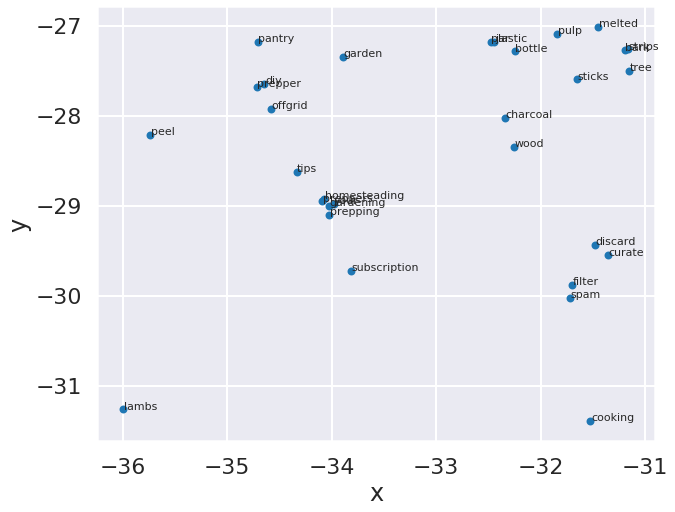 −27
−28
−29
−30
−31
y
melted
pulp
pantry
bottle
garden
strips
tree
diy
prepper
sticks
offgrid
charcoal
peel
wood
tips
homesteading
gardening
prepping
discard
curate
subscription
filter
spam
lambs
cooking
−36 −35 −34 −33 −32 −31
x